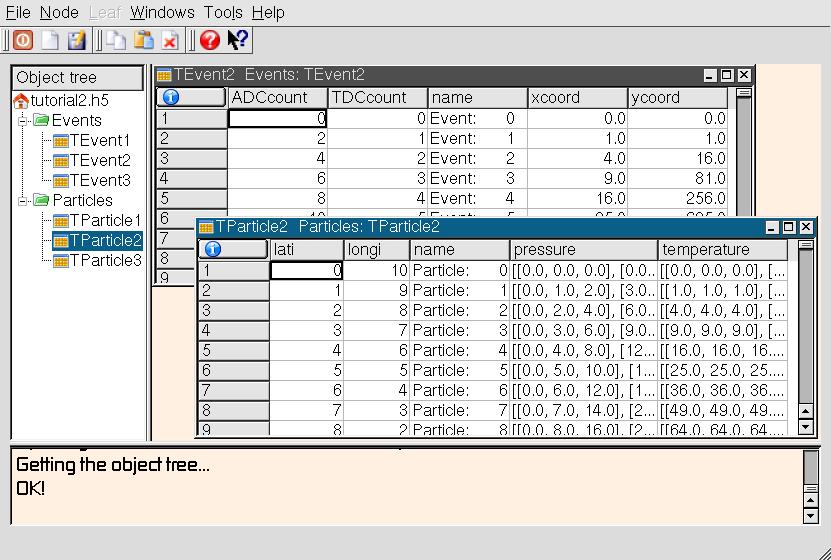 File Node Leaf Windows Tools Help
Object tree
tutorial2.h5
Events
TEvent1
TEvent2
TEvent3
Particles
TParticle1
TParticle2
TParticle3
TEvent2 Events: TEvent2
ADCcount TDCcount name xcoord ycoord
1 0 0 Event: 0 0.0 0.0
2 2 1 Event: 1 1.0 1.0
3 4 2 Event: 2 4.0 16.0
4 6 3 Event: 3 9.0 81.0
5 8 4 Event: 4 16.0 256.0
6
7
8
9
TParticle2 Particles: TParticle2
lati longi name pressure temperature
1 0 10 Particle: 0 [[0.0, 0.0, 0.0], [0.0... [[0.0, 0.0, 0.0], [...
2 1 9 Particle: 1 [[0.0, 1.0, 2.0], [3.0... [[1.0, 1.0, 1.0], [...
3 2 8 Particle: 2 [[0.0, 2.0, 4.0], [6.0... [[4.0, 4.0, 4.0], [...
4 3 7 Particle: 3 [[0.0, 3.0, 6.0], [9.0... [[9.0, 9.0, 9.0], [...
5 4 6 Particle: 4 [[0.0, 4.0, 8.0], [12... [[16.0, 16.0, 16....
6 5 5 Particle: 5 [[0.0, 5.0, 10.0], [1... [[25.0, 25.0, 25....
7 6 4 Particle: 6 [[0.0, 6.0, 12.0], [1... [[36.0, 36.0, 36....
8 7 3 Particle: 7 [[0.0, 7.0, 14.0], [2... [[49.0, 49.0, 49....
9 8 2 Particle: 8 [[0.0, 8.0, 16.0], [2... [[64.0, 64.0, 64....
Getting the object tree...
OK!